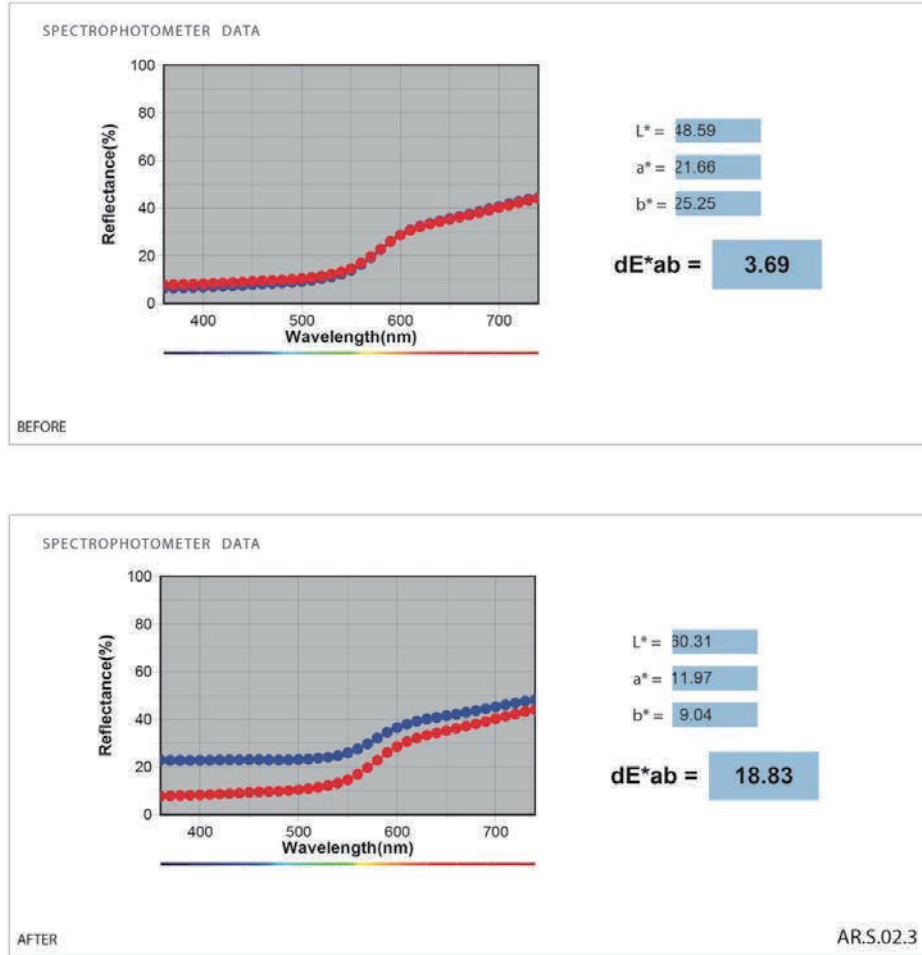 SPECTROPHOTOMETER DATA
100
80
60
40
20
0
Reflectance(%)
400 500 600 700
Wavelength(nm)
L* = 48.59
a* = 21.66
b* = 25.25
dE*ab = 3.69
BEFORE
SPECTROPHOTOMETER DATA
100
80
60
40
20
0
Reflectance(%)
400 500 600 700
Wavelength(nm)
L* = 60.31
a* = 11.97
b* = 9.04
dE*ab = 18.83
AFTER
AR.S.02.3